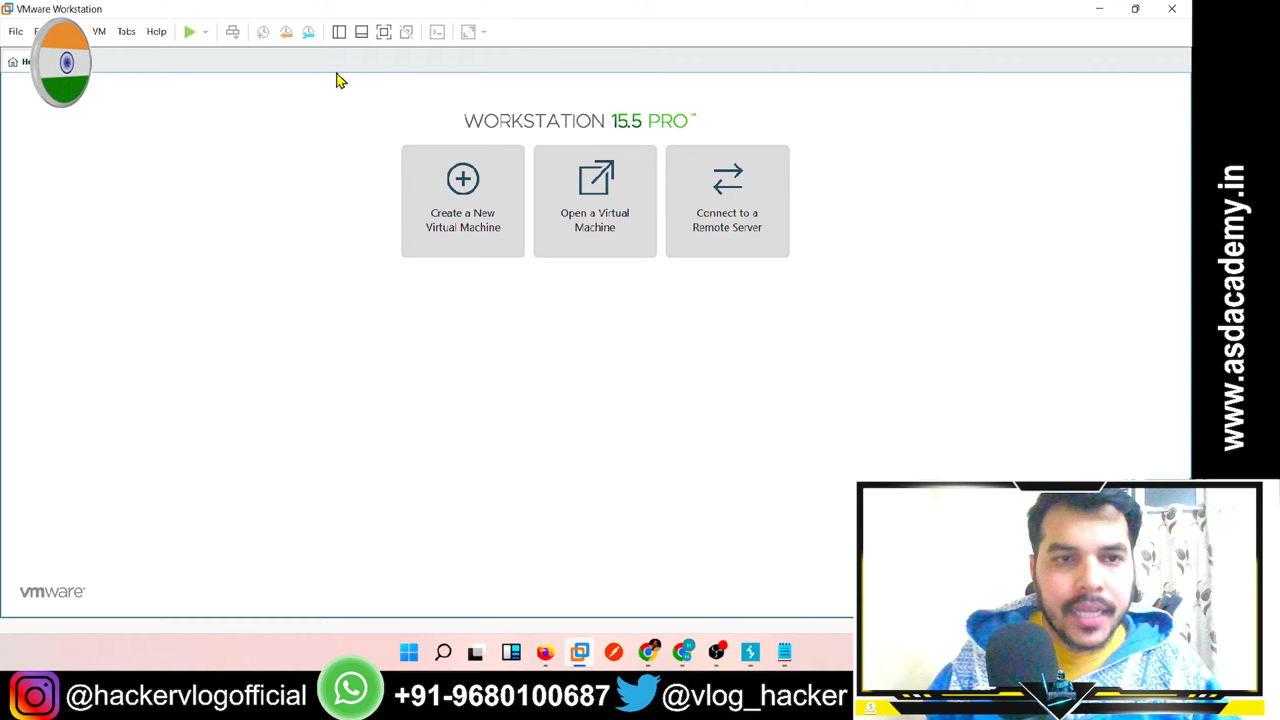 VMware Workstation
File
VM
Tabs
Help
WORKSTATION 15.5 PRO™
Create a New
Virtual Machine
Open a Virtual
Machine
Connect to a
Remote Server
vmware®
www.asdacademy.in
@hackervlogofficial
+91-9680100687
@vlog_hacker